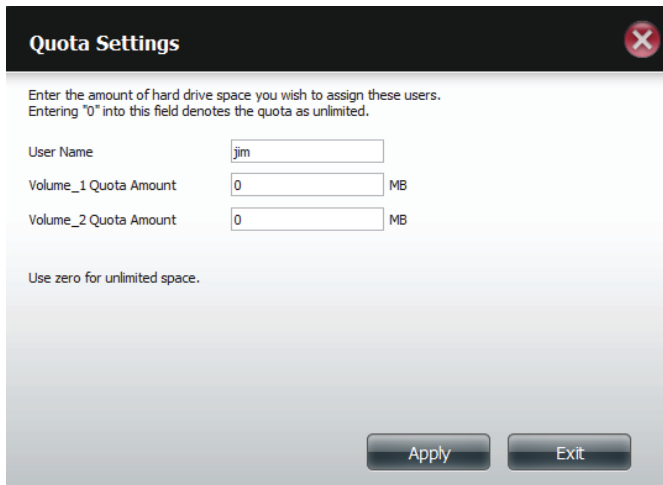 Quota Settings
Enter the amount of hard drive space you wish to assign these users.
Entering "0" into this field denotes the quota as unlimited.
User Name jim
Volume_1 Quota Amount 0 MB
Volume_2 Quota Amount 0 MB
Use zero for unlimited space.
Apply Exit